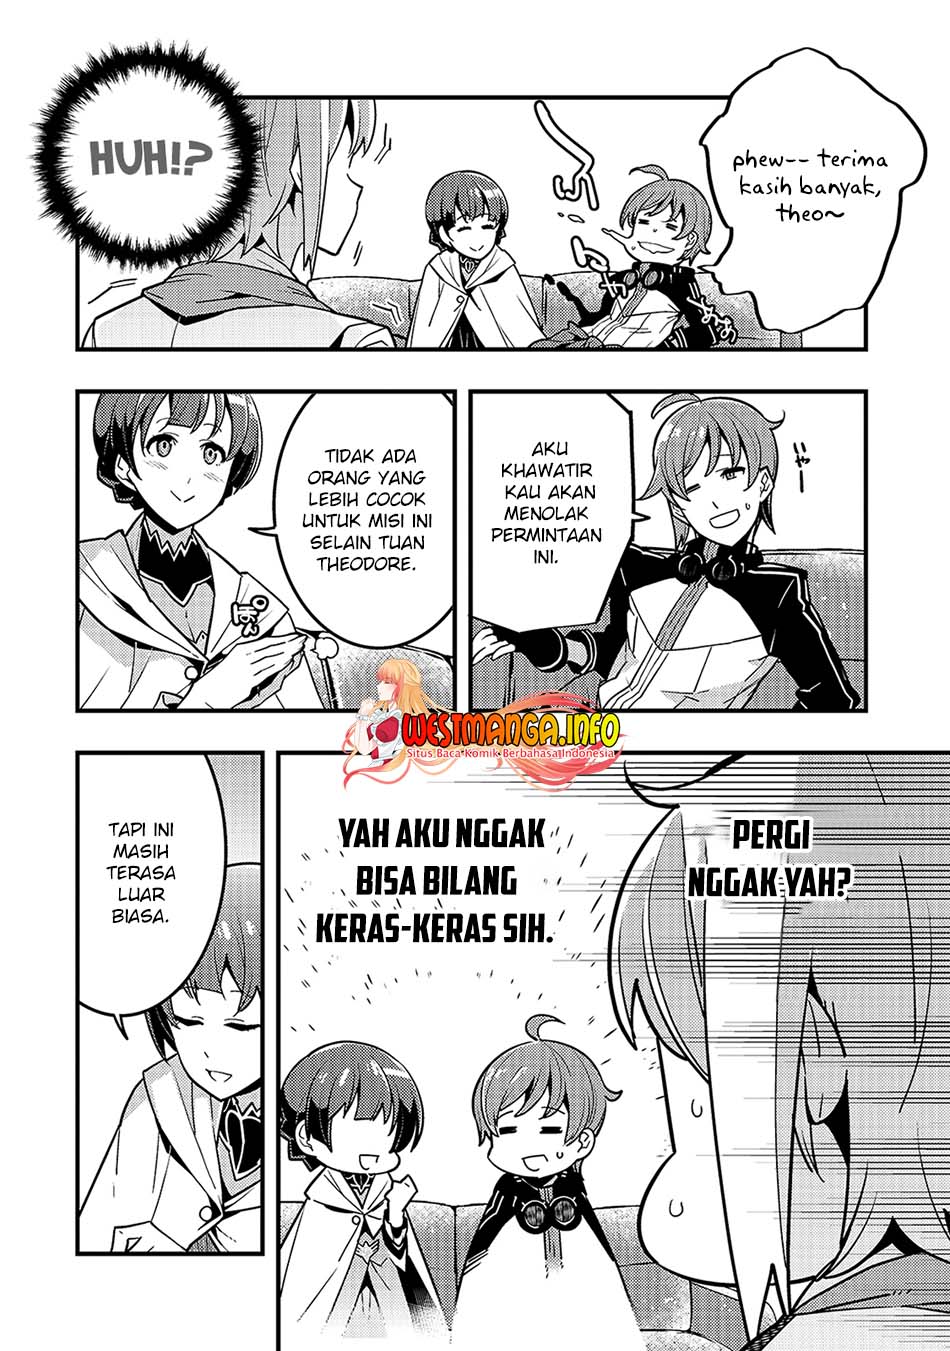 phew-- terima
kasih banyak,
theo~
HUH!?
AKU
KHAWATIR
KAU AKAN
MENOLAK
PERMINTAAN
INI.
TIDAK ADA
ORANG YANG
LEBIH COCOK
UNTUK MISI INI
SELAIN TUAN
THEODORE.
WESTMANGA.INFO
Situs Baca Komik Berbahasa Indonesia
PERGI
NGGAK YAH?
YAH AKU NGGAK
BISA BILANG
KERAS-KERAS SIH.
TAPI INI
MASIH
TERASA
LUAR
BIASA.